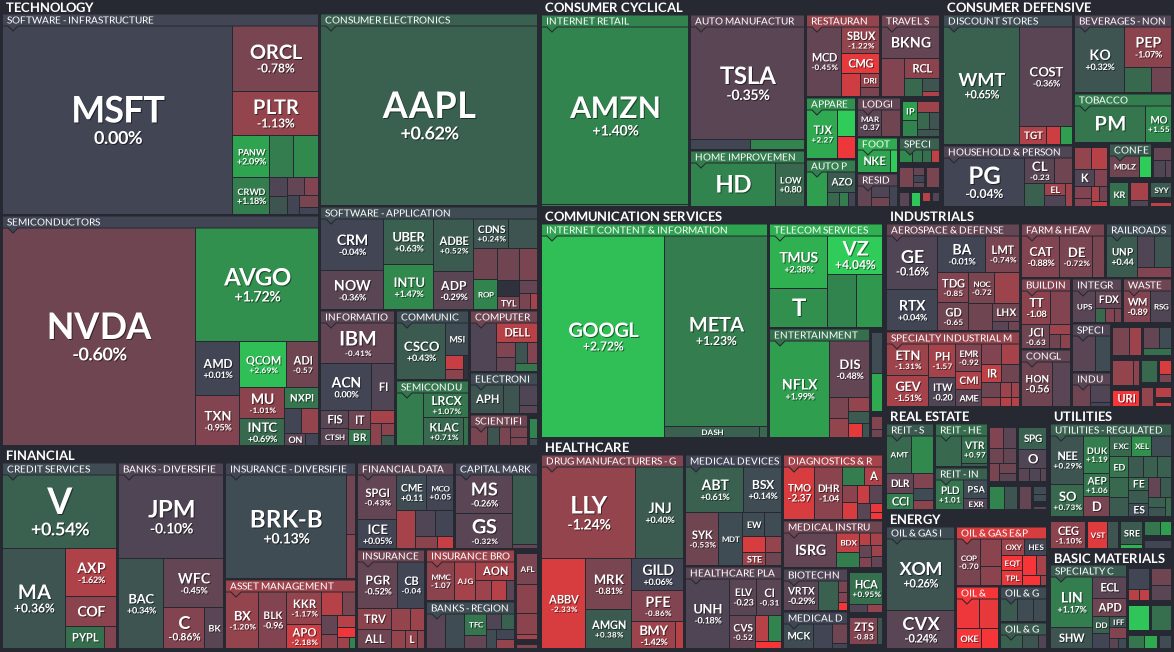 TECHNOLOGY
SOFTWARE - INFRASTRUCTURE
MSFT
0.00%
ORCL
-0.78%
PLTR
-1.13%
PANW
+2.09%
CRWD
+1.18%
CONSUMER ELECTRONICS
AAPL
+0.62%
SEMICONDUCTORS
NVDA
-0.60%
AVGO
+1.72%
AMD
+0.01%
QCOM
+2.69%
ADI
-0.57
TXN
-0.95%
MU
-1.01%
NXPI
INTC
+0.69%
ON
SOFTWARE - APPLICATION
CRM
-0.04%
UBER
+0.63%
ADBE
+0.52%
CDNS
+0.24%
NOW
-0.36%
INTU
+1.47%
ADP
-0.29%
ROP
TYL
INFORMATIO
IBM
-0.41%
ACN
0.00%
FI
FIS
IT
CTSH
BR
COMMUNIC
CSCO
+0.43%
MSI
SEMICONDU
LRCX
+1.07%
KLAC
+0.71%
COMPUTER
DELL
ELECTRONI
APH
SCIENTIFI
CONSUMER CYCLICAL
INTERNET RETAIL
AMZN
+1.40%
AUTO MANUFACTUR
TSLA
-0.35%
HOME IMPROVEMEN
HD
LOW
+0.80
RESTAURAN
MCD
-0.45%
SBUX
-1.22%
CMG
DRI
TRAVEL S
BKNG
RCL
APPARE
TJX
+2.27
LODGI
MAR
-0.37
IP
FOOT
NKE
SPECI
AUTO P
AZO
RESID
CONSUMER DEFENSIVE
DISCOUNT STORES
WMT
+0.65%
COST
-0.36%
TGT
BEVERAGES - NON
KO
+0.32%
PEP
-1.07%
TOBACCO
PM
MO
+1.55
HOUSEHOLD & PERSON
PG
-0.04%
CL
-0.23
EL
K
CONFE
MDLZ
KR
SYY
COMMUNICATION SERVICES
INTERNET CONTENT & INFORMATION
GOOGL
+2.72%
META
+1.23%
DASH
TELECOM SERVICES
TMUS
+2.38%
VZ
+4.04%
T
ENTERTAINMENT
NFLX
+1.99%
DIS
-0.48%
INDUSTRIALS
AEROSPACE & DEFENSE
GE
-0.16%
BA
-0.01%
LMT
-0.74%
RTX
+0.04%
TDG
-0.85
NOC
-0.72
GD
-0.65
LHX
FARM & HEAV
CAT
-0.88%
DE
-0.72%
RAILROADS
UNP
+0.44
BUILDIN
TT
-1.08
JCI
-0.63
INTEGR
UPS
FDX
WASTE
WM
-0.89
RSG
SPECIALTY INDUSTRIAL M
ETN
-1.31%
PH
-1.57
EMR
-0.92
IR
GEV
-1.51%
ITW
-0.20
CMI
AME
CONGL
HON
-0.56
SPECI
INDU
URI
FINANCIAL
CREDIT SERVICES
V
+0.54%
MA
+0.36%
AXP
-1.62%
COF
PYPL
BANKS - DIVERSIFIE
JPM
-0.10%
BAC
+0.34%
WFC
-0.45%
C
-0.86%
BK
INSURANCE - DIVERSIFIE
BRK-B
+0.13%
ASSET MANAGEMENT
BX
-1.20%
BLK
-0.96
KKR
-1.17%
APO
-2.18%
FINANCIAL DATA
SPGI
-0.43%
CME
+0.11
MCO
+0.05
ICE
+0.05%
CAPITAL MARK
MS
-0.26%
GS
-0.32%
INSURANCE
PGR
-0.52%
CB
-0.04
TRV
ALL
L
INSURANCE BRO
MMC
-1.07
AJG
AON
AFL
BANKS - REGION
TFC
HEALTHCARE
DRUG MANUFACTURERS - G
LLY
-1.24%
JNJ
+0.40%
ABBV
-2.33%
MRK
-0.81%
GILD
+0.06%
AMGN
+0.38%
PFE
-0.86%
BMY
-1.42%
MEDICAL DEVICES
ABT
+0.61%
BSX
+0.14%
SYK
-0.53%
MDT
EW
STE
HEALTHCARE PLA
UNH
-0.18%
ELV
-0.23
CI
-0.31
CVS
-0.52
DIAGNOSTICS & R
TMO
-2.37
DHR
-1.04
A
MEDICAL INSTRU
ISRG
BDX
BIOTECHN
VRTX
-0.29%
HCA
+0.95%
MEDICAL D
MCK
ZTS
-0.83
REAL ESTATE
REIT - S
AMT
DLR
CCI
REIT - HE
VTR
+0.97
REIT - IN
PLD
+1.01
PSA
EXR
SPG
O
UTILITIES
UTILITIES - REGULATED
NEE
+0.29%
DUK
+1.19
EXC
XEL
ED
SO
+0.73%
AEP
+1.06
FE
D
ES
CEG
-1.10%
VST
SRE
ENERGY
OIL & GAS I
XOM
+0.26%
CVX
-0.24%
OIL & GAS E&P
COP
-0.70
OXY
HES
EQT
TPL
OIL &
OKE
OIL & G
OIL & G
BASIC MATERIALS
SPECIALTY C
LIN
+1.17%
ECL
APD
DD
IFF
SHW